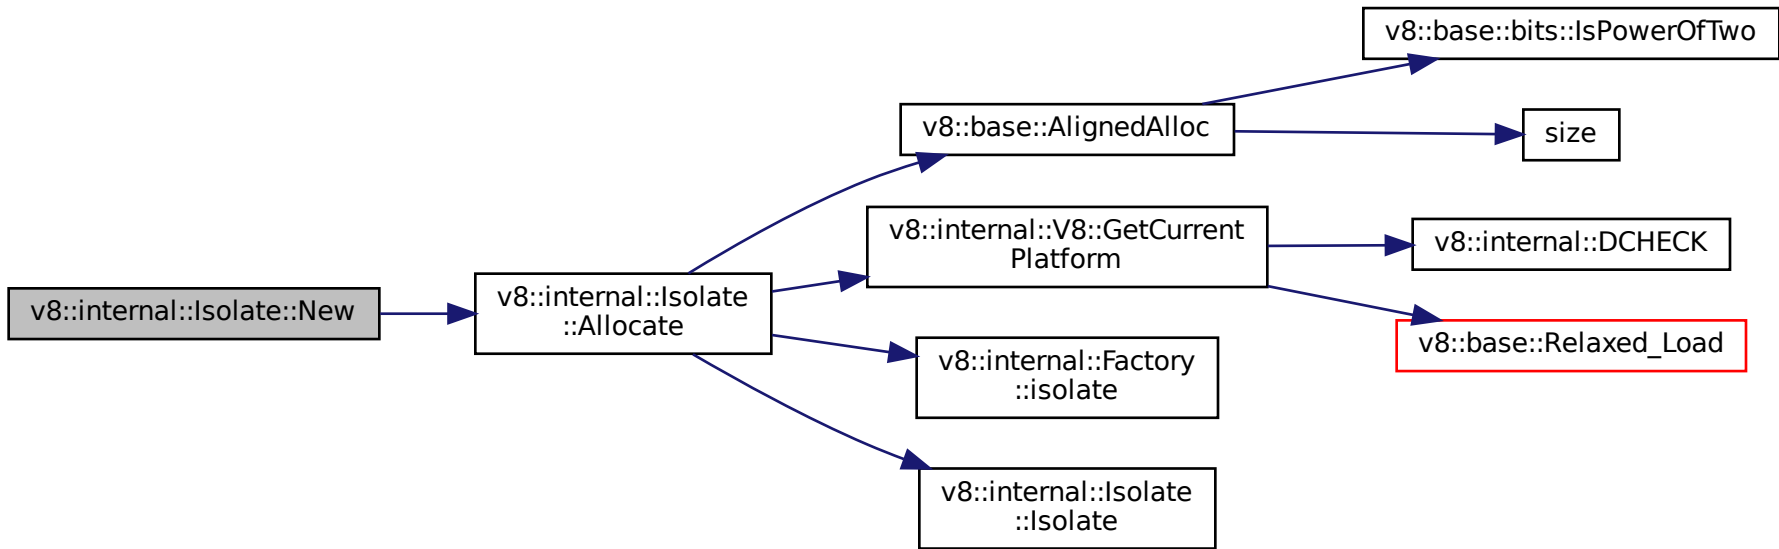 v8::internal::Isolate::New
v8::internal::Isolate
::Allocate
v8::base::AlignedAlloc
v8::internal::V8::GetCurrent
Platform
v8::internal::Factory
::isolate
v8::internal::Isolate
::Isolate
v8::base::bits::IsPowerOfTwo
size
v8::internal::DCHECK
v8::base::Relaxed_Load